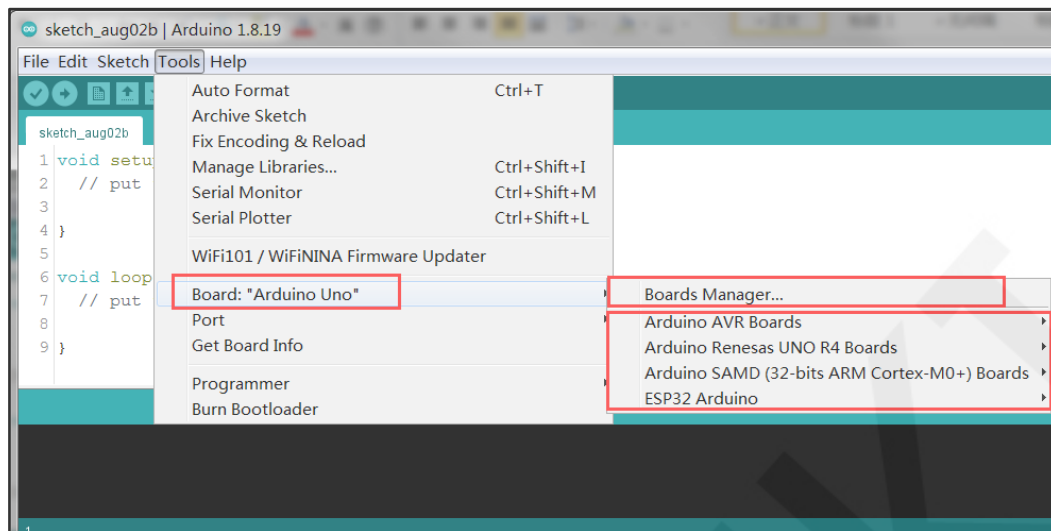 sketch_aug02b | Arduino 1.8.19
File Edit Sketch Tools Help
sketch_aug02b
1 void setu
2 // put
3
4 }
5
6 void loop
7 // put
8
9 }
Auto Format Ctrl+T
Archive Sketch
Fix Encoding & Reload
Manage Libraries... Ctrl+Shift+I
Serial Monitor Ctrl+Shift+M
Serial Plotter Ctrl+Shift+L
WiFi101 / WiFiNINA Firmware Updater
Board: "Arduino Uno"
Port
Get Board Info
Programmer
Burn Bootloader
Boards Manager...
Arduino AVR Boards
Arduino Renesas UNO R4 Boards
Arduino SAMD (32-bits ARM Cortex-M0+) Boards
ESP32 Arduino
1